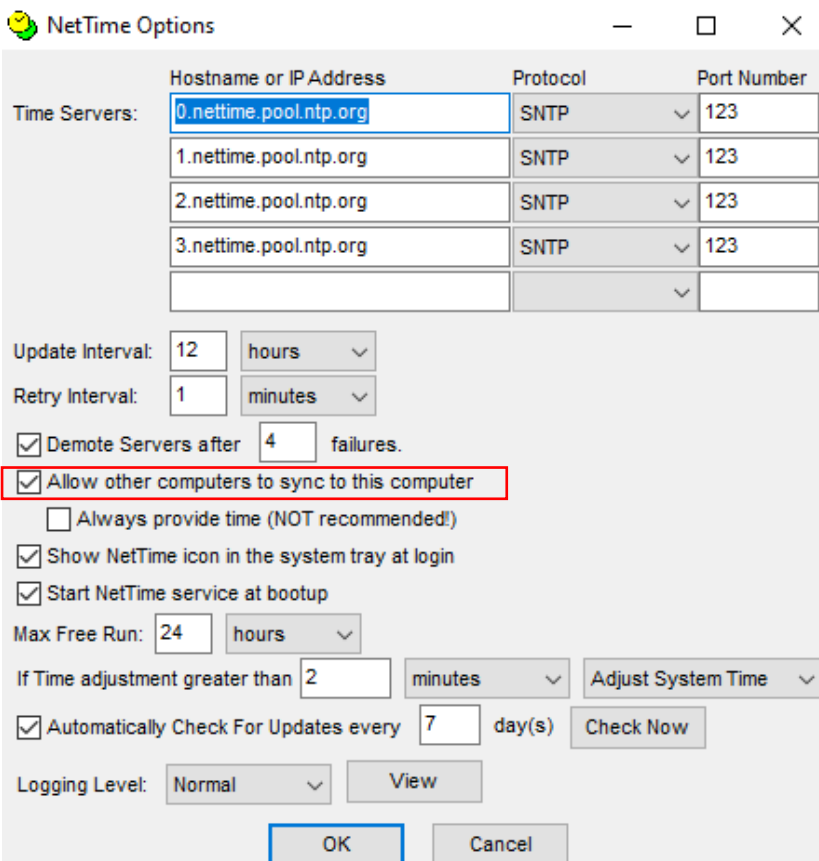 NetTime Options
Hostname or IP Address Protocol Port Number
Time Servers: 0.nettime.pool.ntp.org SNTP 123
1.nettime.pool.ntp.org SNTP 123
2.nettime.pool.ntp.org SNTP 123
3.nettime.pool.ntp.org SNTP 123
Update Interval: 12 hours
Retry Interval: 1 minutes
Demote Servers after 4 failures.
Allow other computers to sync to this computer
Always provide time (NOT recommended!)
Show NetTime icon in the system tray at login
Start NetTime service at bootup
Max Free Run: 24 hours
If Time adjustment greater than 2 minutes Adjust System Time
Automatically Check For Updates every 7 day(s) Check Now
Logging Level: Normal View
OK Cancel